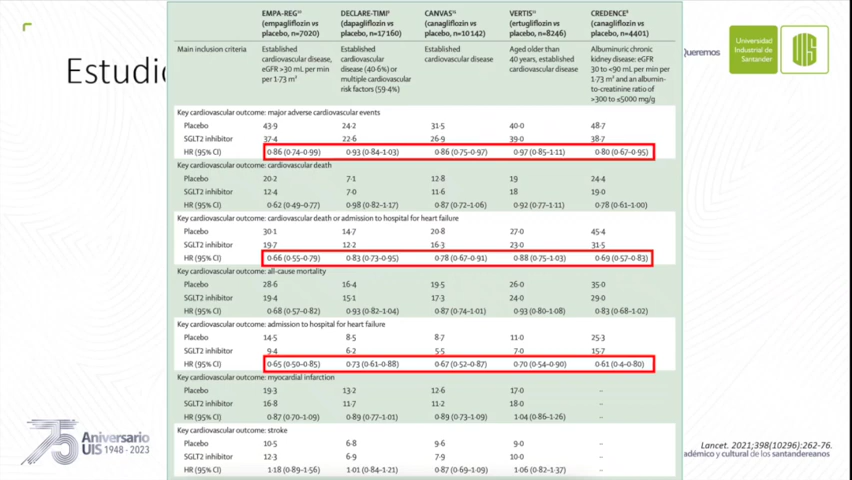 Estudio
EMPA-REG¹⁰ (empagliflozin vs placebo, n=7020)
DECLARE-TIMI⁹ (dapagliflozin vs placebo, n=17160)
CANVAS¹¹ (canagliflozin vs placebo, n=10142)
VERTIS¹² (ertugliflozin vs placebo, n=8246)
CREDENCE⁸ (canagliflozin vs placebo, n=4401)
Main inclusion criteria
Established cardiovascular disease, eGFR >30 mL per min per 1·73 m²
Established cardiovascular disease (40·6%) or multiple cardiovascular risk factors (59·4%)
Established cardiovascular disease
Aged older than 40 years, established cardiovascular disease
Albuminuric chronic kidney disease: eGFR 30 to <90 mL per min per 1·73 m² and an albumin-to-creatinine ratio of >300 to ≤5000 mg/g
Key cardiovascular outcome: major adverse cardiovascular events
Placebo 43·9 24·2 31·5 40·0 48·7
SGLT2 inhibitor 37·4 22·6 26·9 39·0 38·7
HR (95% CI) 0·86 (0·74–0·99) 0·93 (0·84–1·03) 0·86 (0·75–0·97) 0·97 (0·85–1·11) 0·80 (0·67–0·95)
Key cardiovascular outcome: cardiovascular death
Placebo 20·2 7·1 12·8 19 24·4
SGLT2 inhibitor 12·4 7·0 11·6 18 19·0
HR (95% CI) 0·62 (0·49–0·77) 0·98 (0·82–1·17) 0·87 (0·72–1·06) 0·92 (0·77–1·11) 0·78 (0·61–1·00)
Key cardiovascular outcome: cardiovascular death or admission to hospital for heart failure
Placebo 30·1 14·7 20·8 27·0 45·4
SGLT2 inhibitor 19·7 12·2 16·3 23·0 31·5
HR (95% CI) 0·66 (0·55–0·79) 0·83 (0·73–0·95) 0·78 (0·67–0·91) 0·88 (0·75–1·03) 0·69 (0·57–0·83)
Key cardiovascular outcome: all-cause mortality
Placebo 28·6 16·4 19·5 26·0 35·0
SGLT2 inhibitor 19·4 15·1 17·3 24·0 29·0
HR (95% CI) 0·68 (0·57–0·82) 0·93 (0·82–1·04) 0·87 (0·74–1·01) 0·93 (0·80–1·08) 0·83 (0·68–1·02)
Key cardiovascular outcome: admission to hospital for heart failure
Placebo 14·5 8·5 8·7 11·0 25·3
SGLT2 inhibitor 9·4 6·2 5·5 7·0 15·7
HR (95% CI) 0·65 (0·50–0·85) 0·73 (0·61–0·88) 0·67 (0·52–0·87) 0·70 (0·54–0·90) 0·61 (0·4–0·80)
Key cardiovascular outcome: myocardial infarction
Placebo 19·3 13·2 12·6 17·0 –
SGLT2 inhibitor 16·8 11·7 11·2 18·0 –
HR (95% CI) 0·87 (0·70–1·09) 0·89 (0·77–1·01) 0·89 (0·73–1·09) 1·04 (0·86–1·26) –
Key cardiovascular outcome: stroke
Placebo 10·5 6·8 9·6 9·0 –
SGLT2 inhibitor 12·3 6·9 7·9 10·0 –
HR (95% CI) 1·18 (0·89–1·56) 1·01 (0·84–1·21) 0·87 (0·69–1·09) 1·06 (0·82–1·37) –
Queremos
Universidad
Industrial de
Santander
UIS
75 Aniversario
UIS 1948 - 2023
Lancet. 2021;398(10296):262-76.
adémico y cultural de los santandereanos